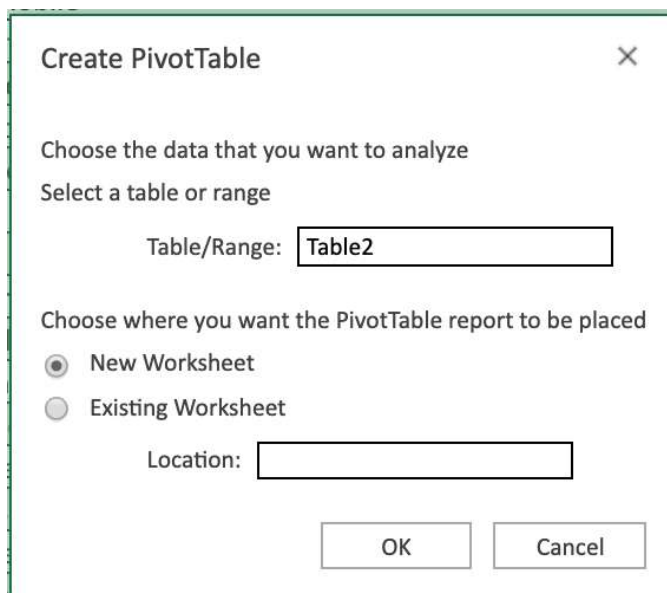 Create PivotTable
Choose the data that you want to analyze
Select a table or range
Table/Range: Table2
Choose where you want the PivotTable report to be placed
New Worksheet
Existing Worksheet
Location:
OK Cancel